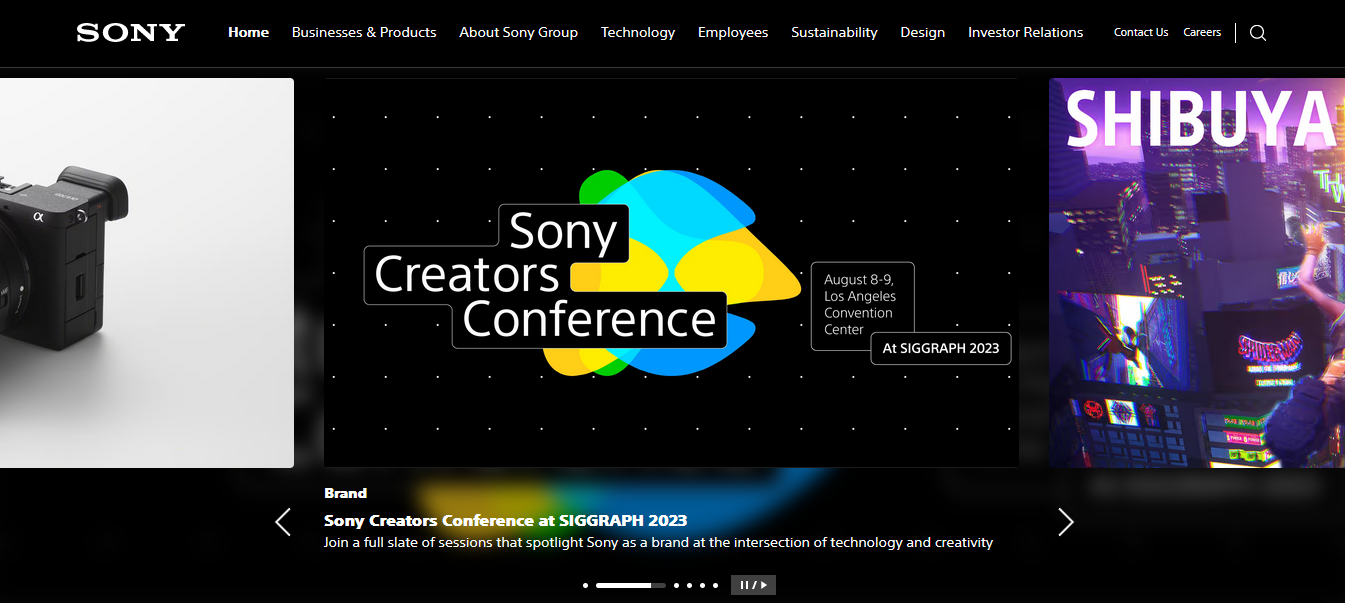 SONY
Home Businesses & Products About Sony Group Technology Employees Sustainability Design Investor Relations Contact Us Careers
α
SHIBUYA
Sony
Creators
Conference
August 8-9,
Los Angeles
Convention
Center
At SIGGRAPH 2023
Brand
Sony Creators Conference at SIGGRAPH 2023
Join a full slate of sessions that spotlight Sony as a brand at the intersection of technology and creativity